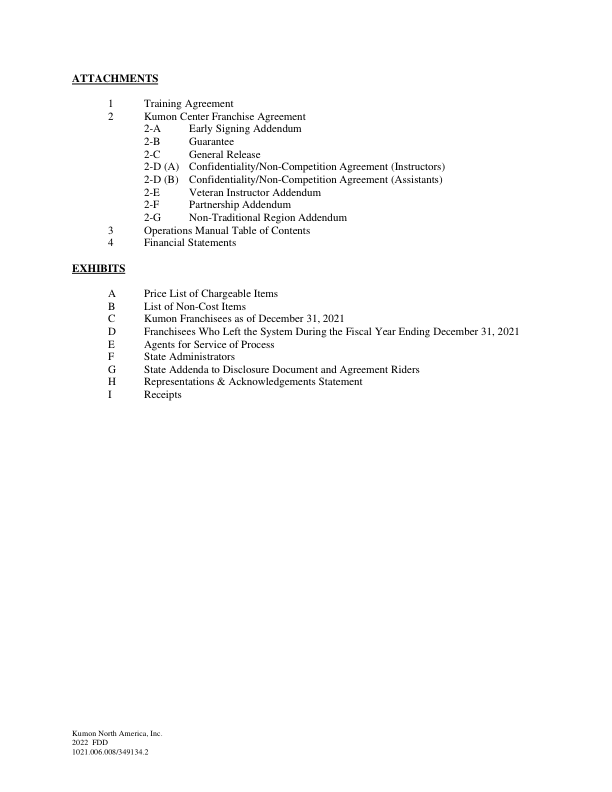 ATTACHMENTS
1 Training Agreement
2 Kumon Center Franchise Agreement
2-A Early Signing Addendum
2-B Guarantee
2-C General Release
2-D (A) Confidentiality/Non-Competition Agreement (Instructors)
2-D (B) Confidentiality/Non-Competition Agreement (Assistants)
2-E Veteran Instructor Addendum
2-F Partnership Addendum
2-G Non-Traditional Region Addendum
3 Operations Manual Table of Contents
4 Financial Statements
EXHIBITS
A Price List of Chargeable Items
B List of Non-Cost Items
C Kumon Franchisees as of December 31, 2021
D Franchisees Who Left the System During the Fiscal Year Ending December 31, 2021
E Agents for Service of Process
F State Administrators
G State Addenda to Disclosure Document and Agreement Riders
H Representations & Acknowledgements Statement
I Receipts
Kumon North America, Inc.
2022 FDD
1021.006.008/349134.2